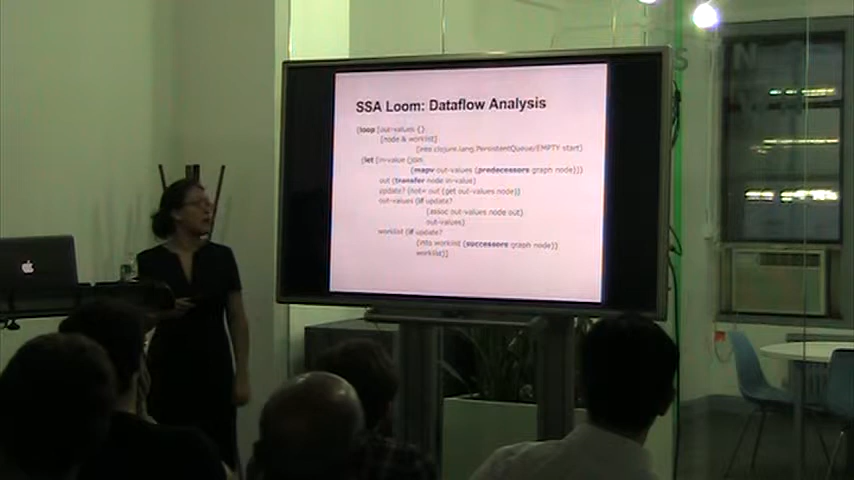 SSA Loom: Dataflow Analysis
(loop [out-values {}
[node & worklist]
(into clojure.lang.PersistentQueue/EMPTY start)
(let [in-value (join
(mapv out-values (predecessors graph node)))
out (transfer node in-value)
update? (not= out (get out-values node))
out-values (if update?
(assoc out-values node out)
out-values)
worklist (if update?
(into worklist (successors graph node))
worklist)]
S N